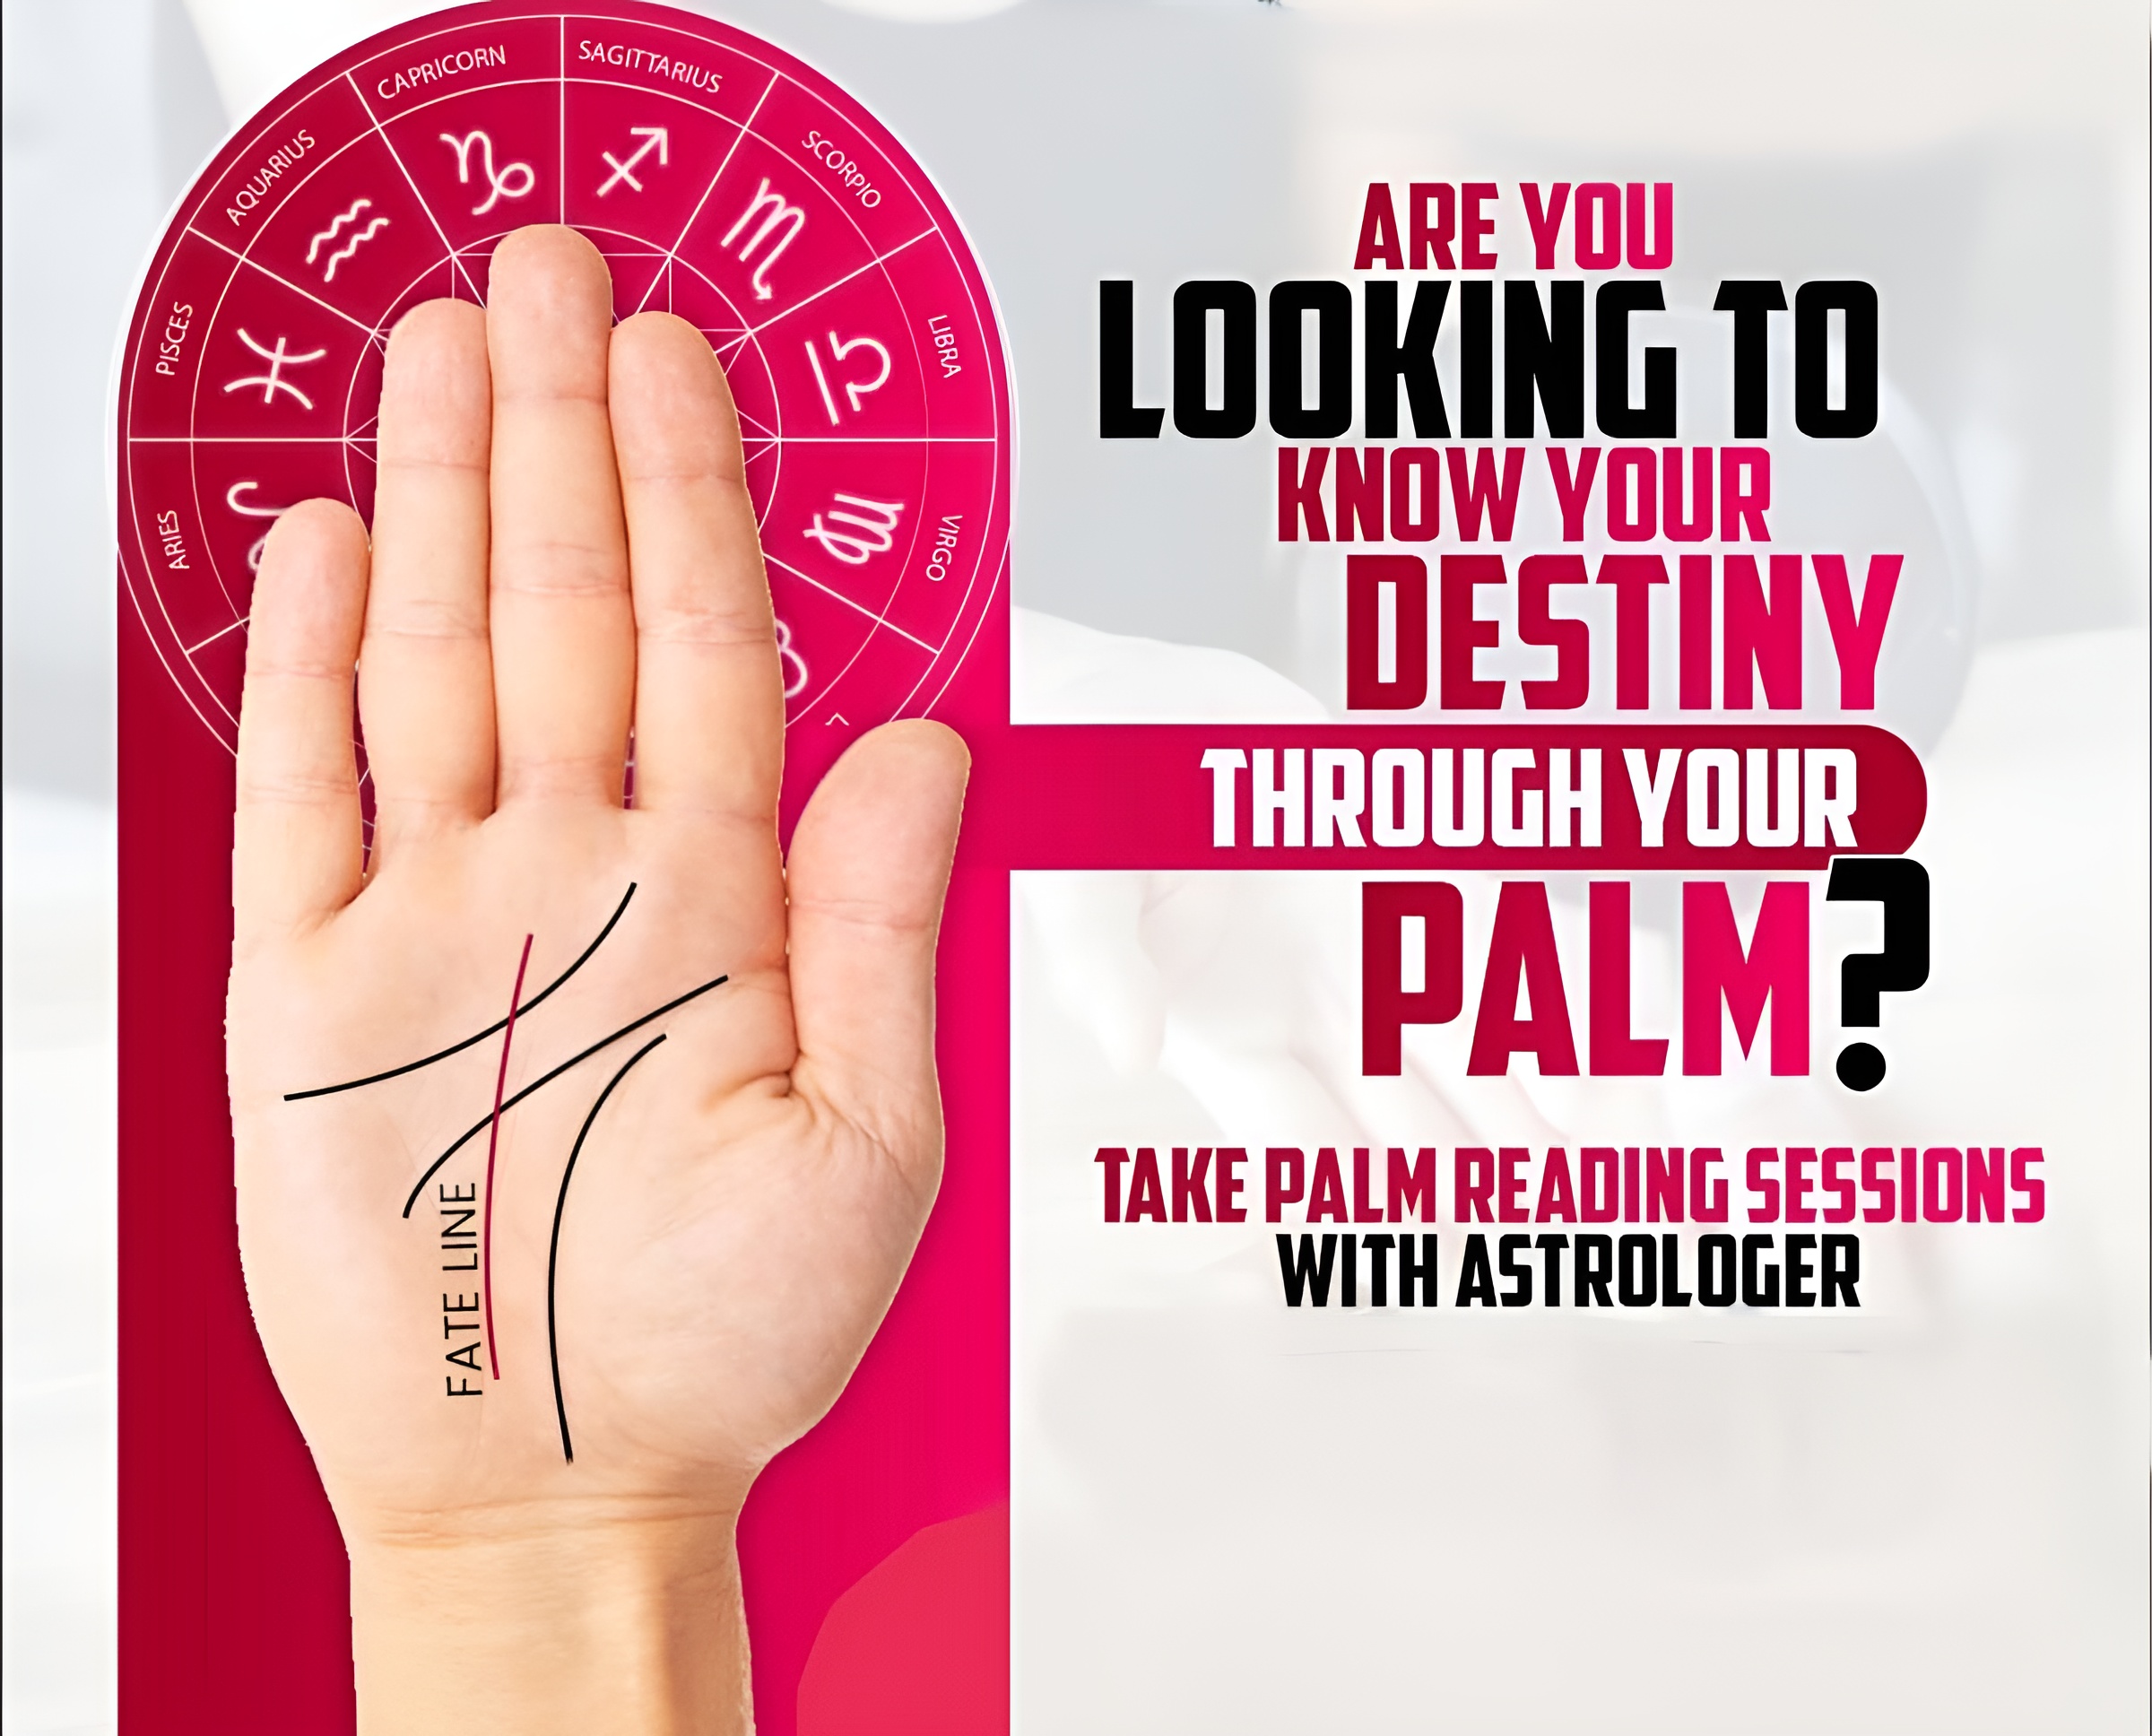 CAPRICORN
SAGITTARIUS
AQUARIUS
SCORPIO
PISCES
LIBRA
ARIES
VIRGO
ARE YOU
LOOKING TO
KNOW YOUR
DESTINY
THROUGH YOUR
PALM?
FATE LINE
TAKE PALM READING SESSIONS
WITH ASTROLOGER